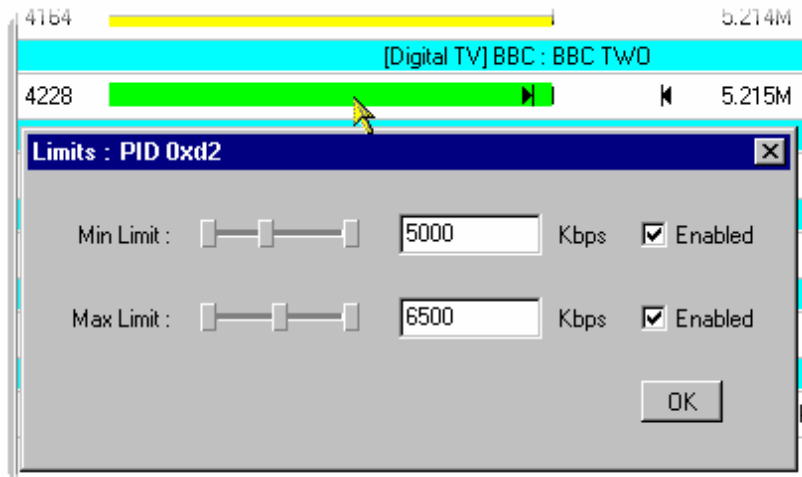 4164 5.214M
[Digital TV] BBC : BBC TWO
4228 5.215M
Limits : PID 0xd2
Min Limit : 5000 Kbps Enabled
Max Limit : 6500 Kbps Enabled
OK